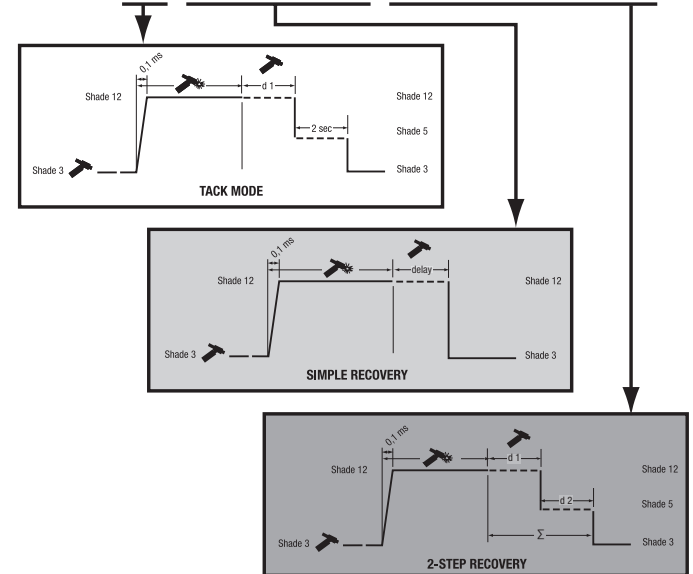 0,1 ms
d 1
Shade 12
Shade 12
2 sec
Shade 5
Shade 3
Shade 3
TACK MODE
0,1 ms
delay
Shade 12
Shade 12
Shade 3
Shade 3
SIMPLE RECOVERY
0,1 ms
d 1
Shade 12
Shade 12
d 2
Shade 5
Σ
Shade 3
Shade 3
2-STEP RECOVERY